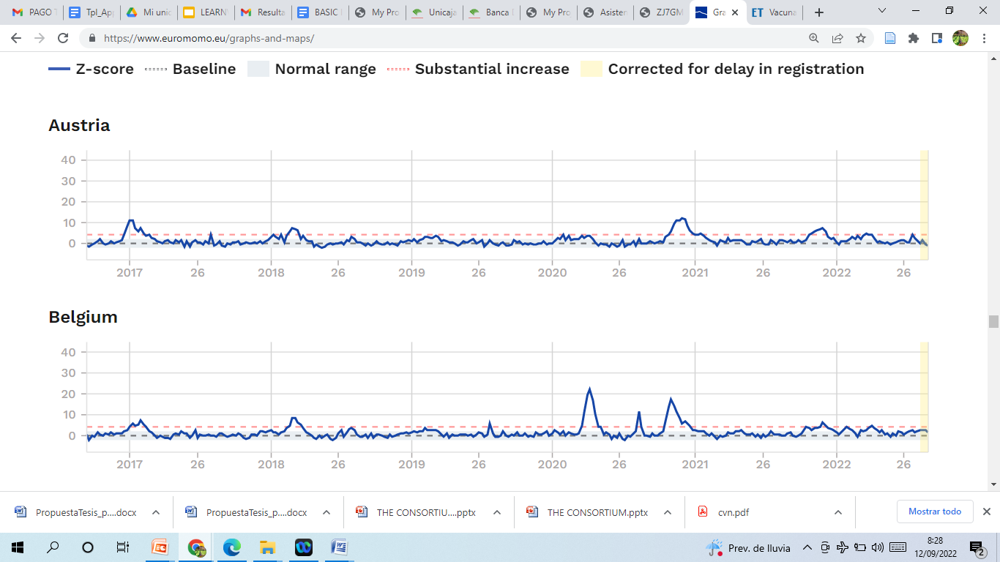 PAGO T Tpl_App Mi unic LEARN Resulta BASIC My Pro Unicaja Banca My Pro Asisten ZJ7GM Gra Vacuna
https://www.euromomo.eu/graphs-and-maps/
Z-score Baseline Normal range Substantial increase Corrected for delay in registration
Austria
40
30
20
10
0
2017 26 2018 26 2019 26 2020 26 2021 26 2022 26
Belgium
40
30
20
10
0
2017 26 2018 26 2019 26 2020 26 2021 26 2022 26
PropuestaTesis_p....docx PropuestaTesis_p....docx THE CONSORTIU....pptx THE CONSORTIUM.pptx cvn.pdf Mostrar todo
Prev. de lluvia 8:28
12/09/2022 2